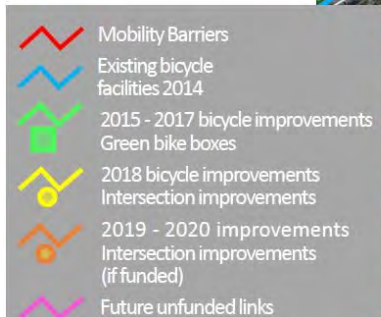 Mobility Barriers
Existing bicycle
facilities 2014
2015 - 2017 bicycle improvements
Green bike boxes
2018 bicycle improvements
Intersection improvements
2019 - 2020 improvements
Intersection improvements
(if funded)
Future unfunded links